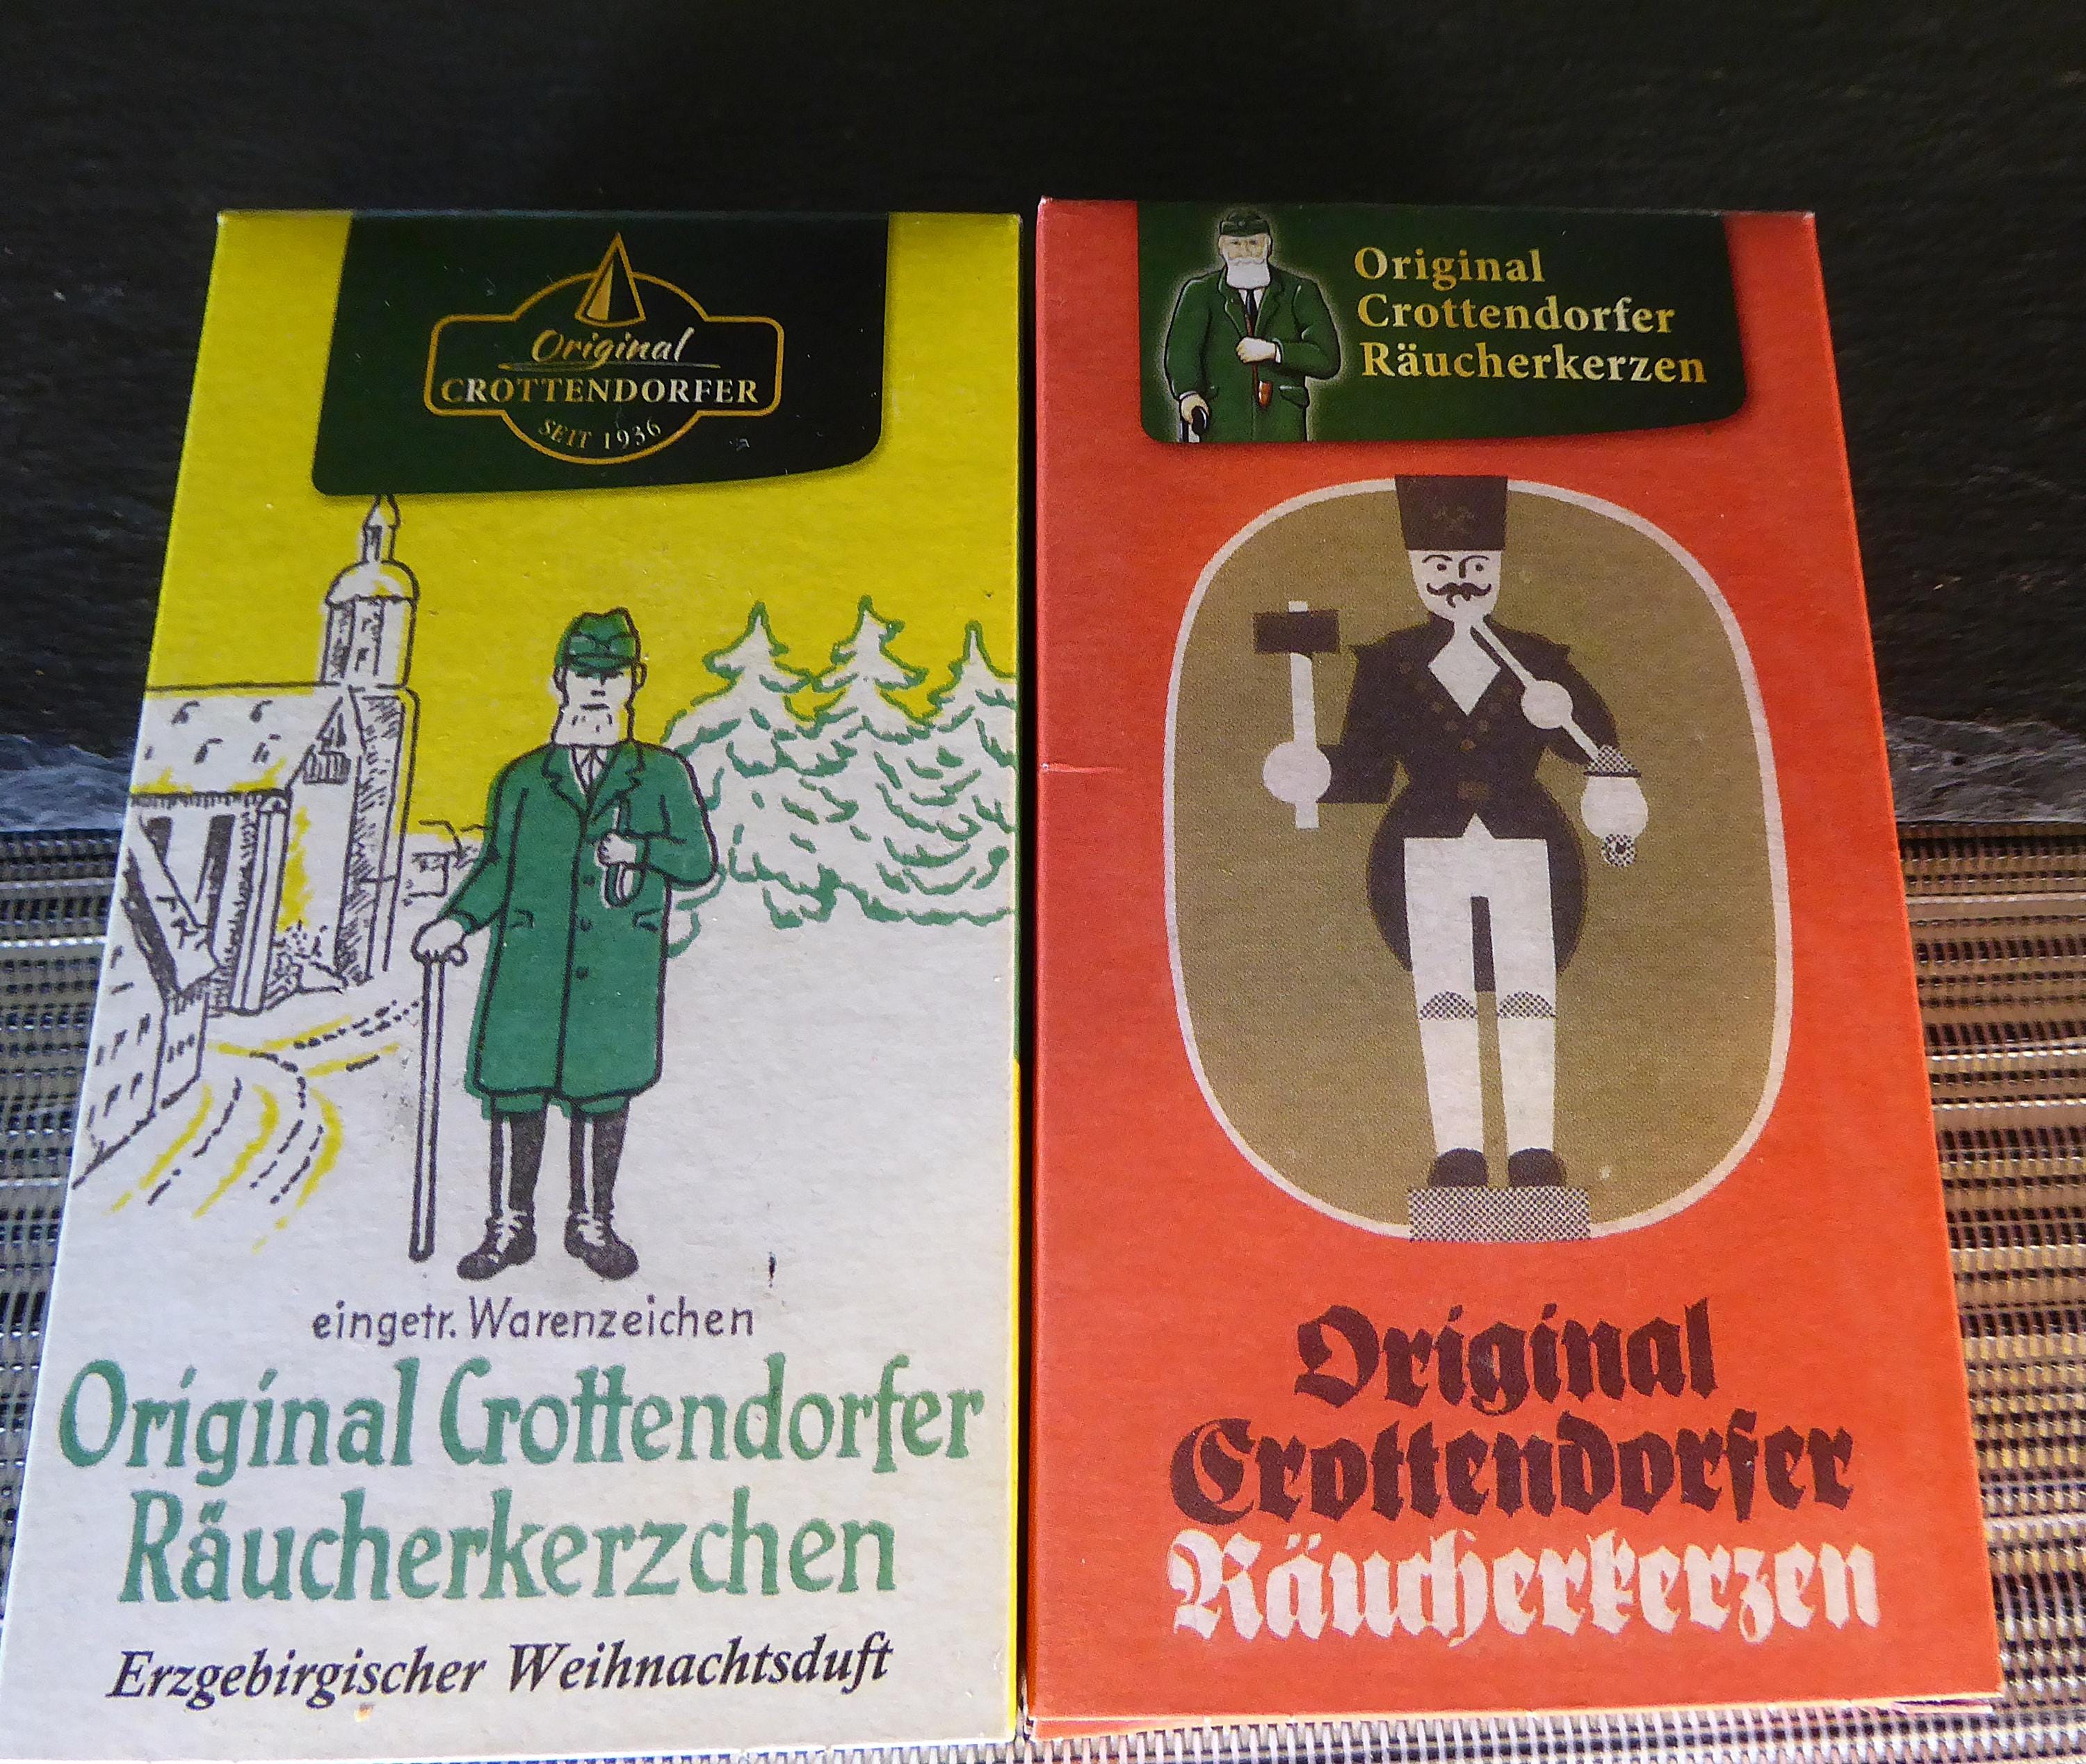 Original
CROTTENDORFER
SEIT 1936
eingetr. Warenzeichen
Original Crottendorfer
Räucherkerzchen
Erzgebirgischer Weihnachtsduft
Original
Crottendorfer
Räucherkerzen
Original
Crottendorfer
Räucherkerzen